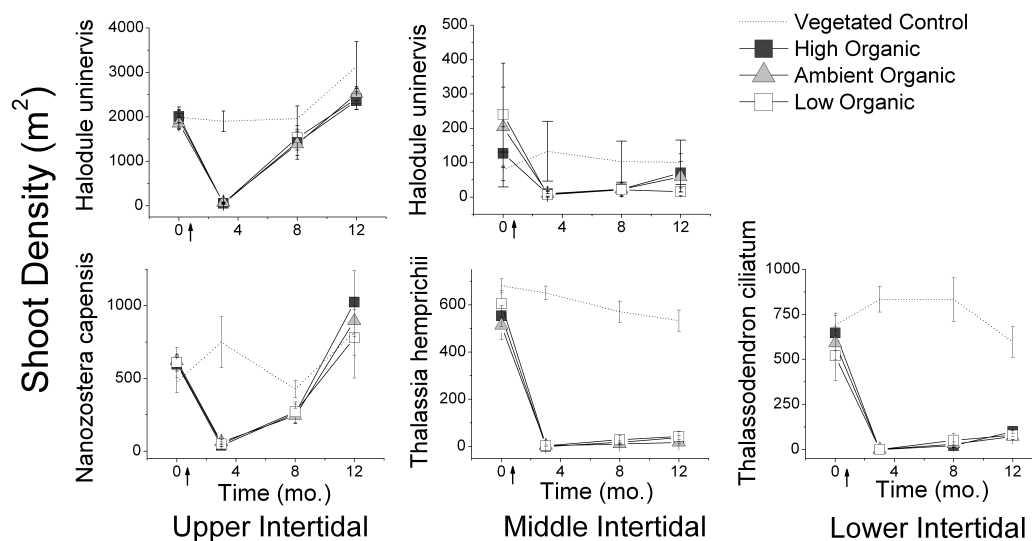 Shoot Density (m²)
Vegetated Control
High Organic
Ambient Organic
Low Organic
Halodule uninervis
4000
3000
2000
1000
0
0 4 8 12
Halodule uninervis
500
400
300
200
100
0
0 4 8 12
Nanozostera capensis
1000
500
0
0 4 8 12
Time (mo.)
Upper Intertidal
Thalassia hemprichii
600
400
200
0
0 4 8 12
Time (mo.)
Middle Intertidal
Thalassodendron ciliatum
1000
750
500
250
0
0 4 8 12
Time (mo.)
Lower Intertidal